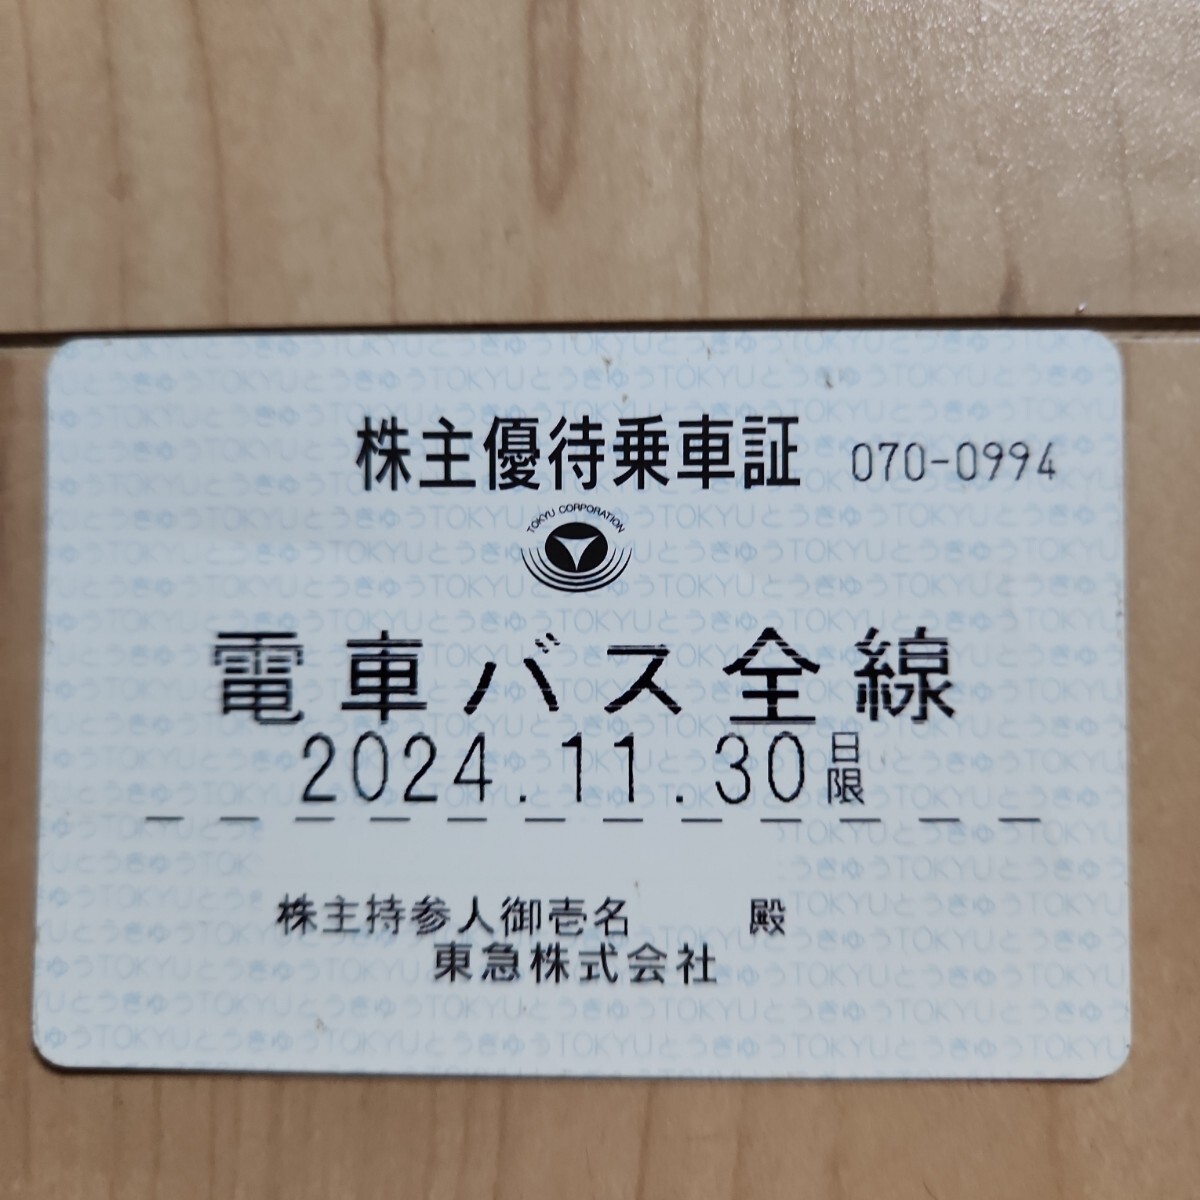 株主優待乗車証 070-0994
TOKYU CORPORATION
電車バス全線
2024.11.30日限
株主持参人御壱名 殿
東急株式会社